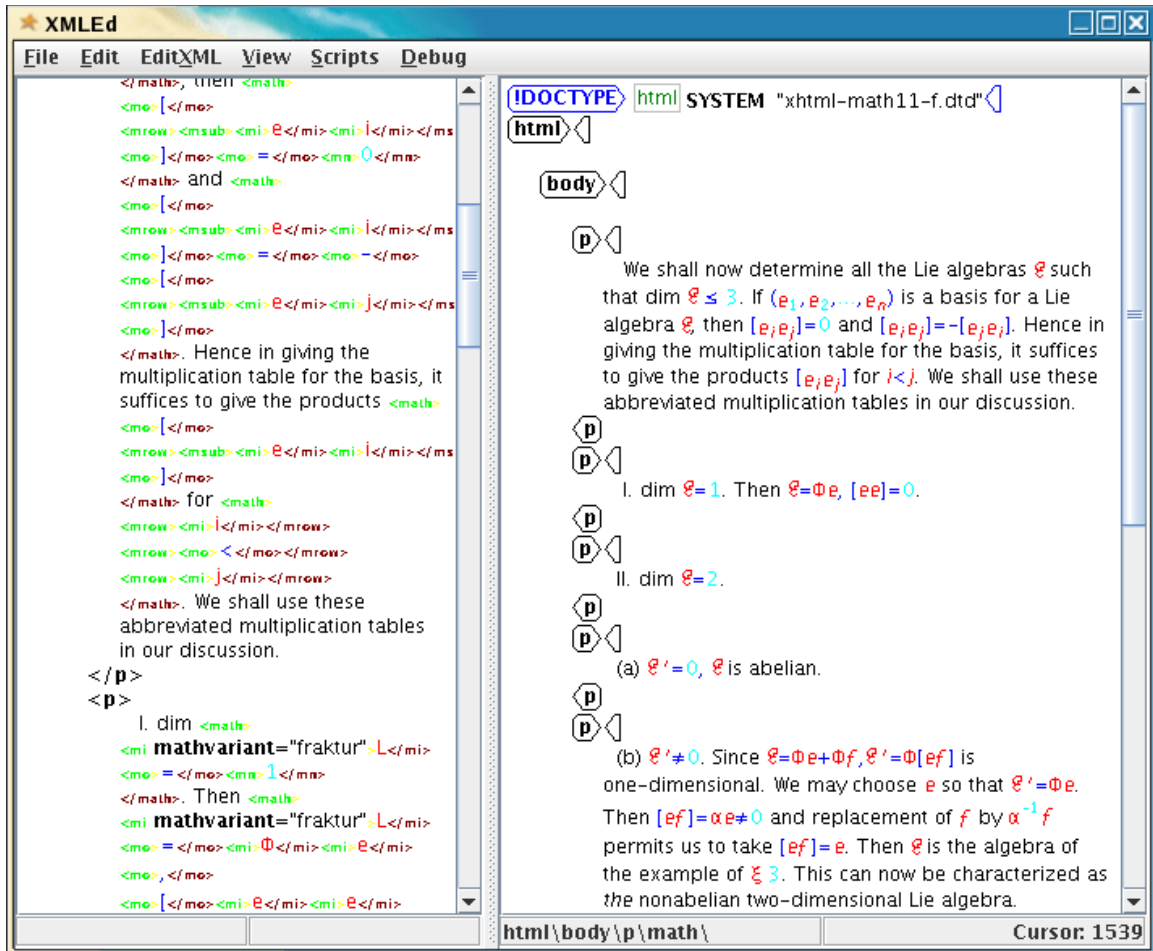 XMLEd
File Edit EditXML View Scripts Debug
</math>, then <math>
<mo>[</mo>
<mrow><msub><mi>e</mi><mi>i</mi></ms
<mo>]</mo><mo>=</mo><mn>0</mn>
</math> and <math>
<mo>[</mo>
<mrow><msub><mi>e</mi><mi>i</mi></ms
<mo>]</mo><mo>=</mo><mo>-</mo>
<mo>[</mo>
<mrow><msub><mi>e</mi><mi>j</mi></ms
<mo>]</mo>
</math>. Hence in giving the
multiplication table for the basis, it
suffices to give the products <math>
<mo>[</mo>
<mrow><msub><mi>e</mi><mi>i</mi></ms
<mo>]</mo>
</math> for <math>
<mrow><mi>i</mi></mrow>
<mrow><mo><</mo></mrow>
<mrow><mi>j</mi></mrow>
</math>. We shall use these
abbreviated multiplication tables
in our discussion.
</p>
<p>
I. dim <math>
<mi mathvariant="fraktur">L</mi>
<mo>=</mo><mn>1</mn>
</math>. Then <math>
<mi mathvariant="fraktur">L</mi>
<mo>=</mo><mi>Φ</mi><mi>e</mi>
<mo>,</mo>
<mo>[</mo><mi>e</mi><mi>e</mi>
!DOCTYPE html SYSTEM "xhtml-math11-f.dtd"
html
body
p
We shall now determine all the Lie algebras 𝔏 such
that dim 𝔏 ≤ 3. If (e₁,e₂,...,eₙ) is a basis for a Lie
algebra 𝔏, then [eᵢeᵢ]=0 and [eᵢeⱼ]=-[eⱼeᵢ]. Hence in
giving the multiplication table for the basis, it suffices
to give the products [eᵢeⱼ] for i<j. We shall use these
abbreviated multiplication tables in our discussion.
p
p
I. dim 𝔏=1. Then 𝔏=Φe, [ee]=0.
p
p
II. dim 𝔏=2.
p
p
(a) 𝔏′=0, 𝔏 is abelian.
p
p
(b) 𝔏′≠0. Since 𝔏=Φe+Φf,𝔏′=Φ[ef] is
one-dimensional. We may choose e so that 𝔏′=Φe.
Then [ef]=αe≠0 and replacement of f by α⁻¹f
permits us to take [ef]=e. Then 𝔏 is the algebra of
the example of ξ 3. This can now be characterized as
the nonabelian two-dimensional Lie algebra.
html\body\p\math\ Cursor: 1539